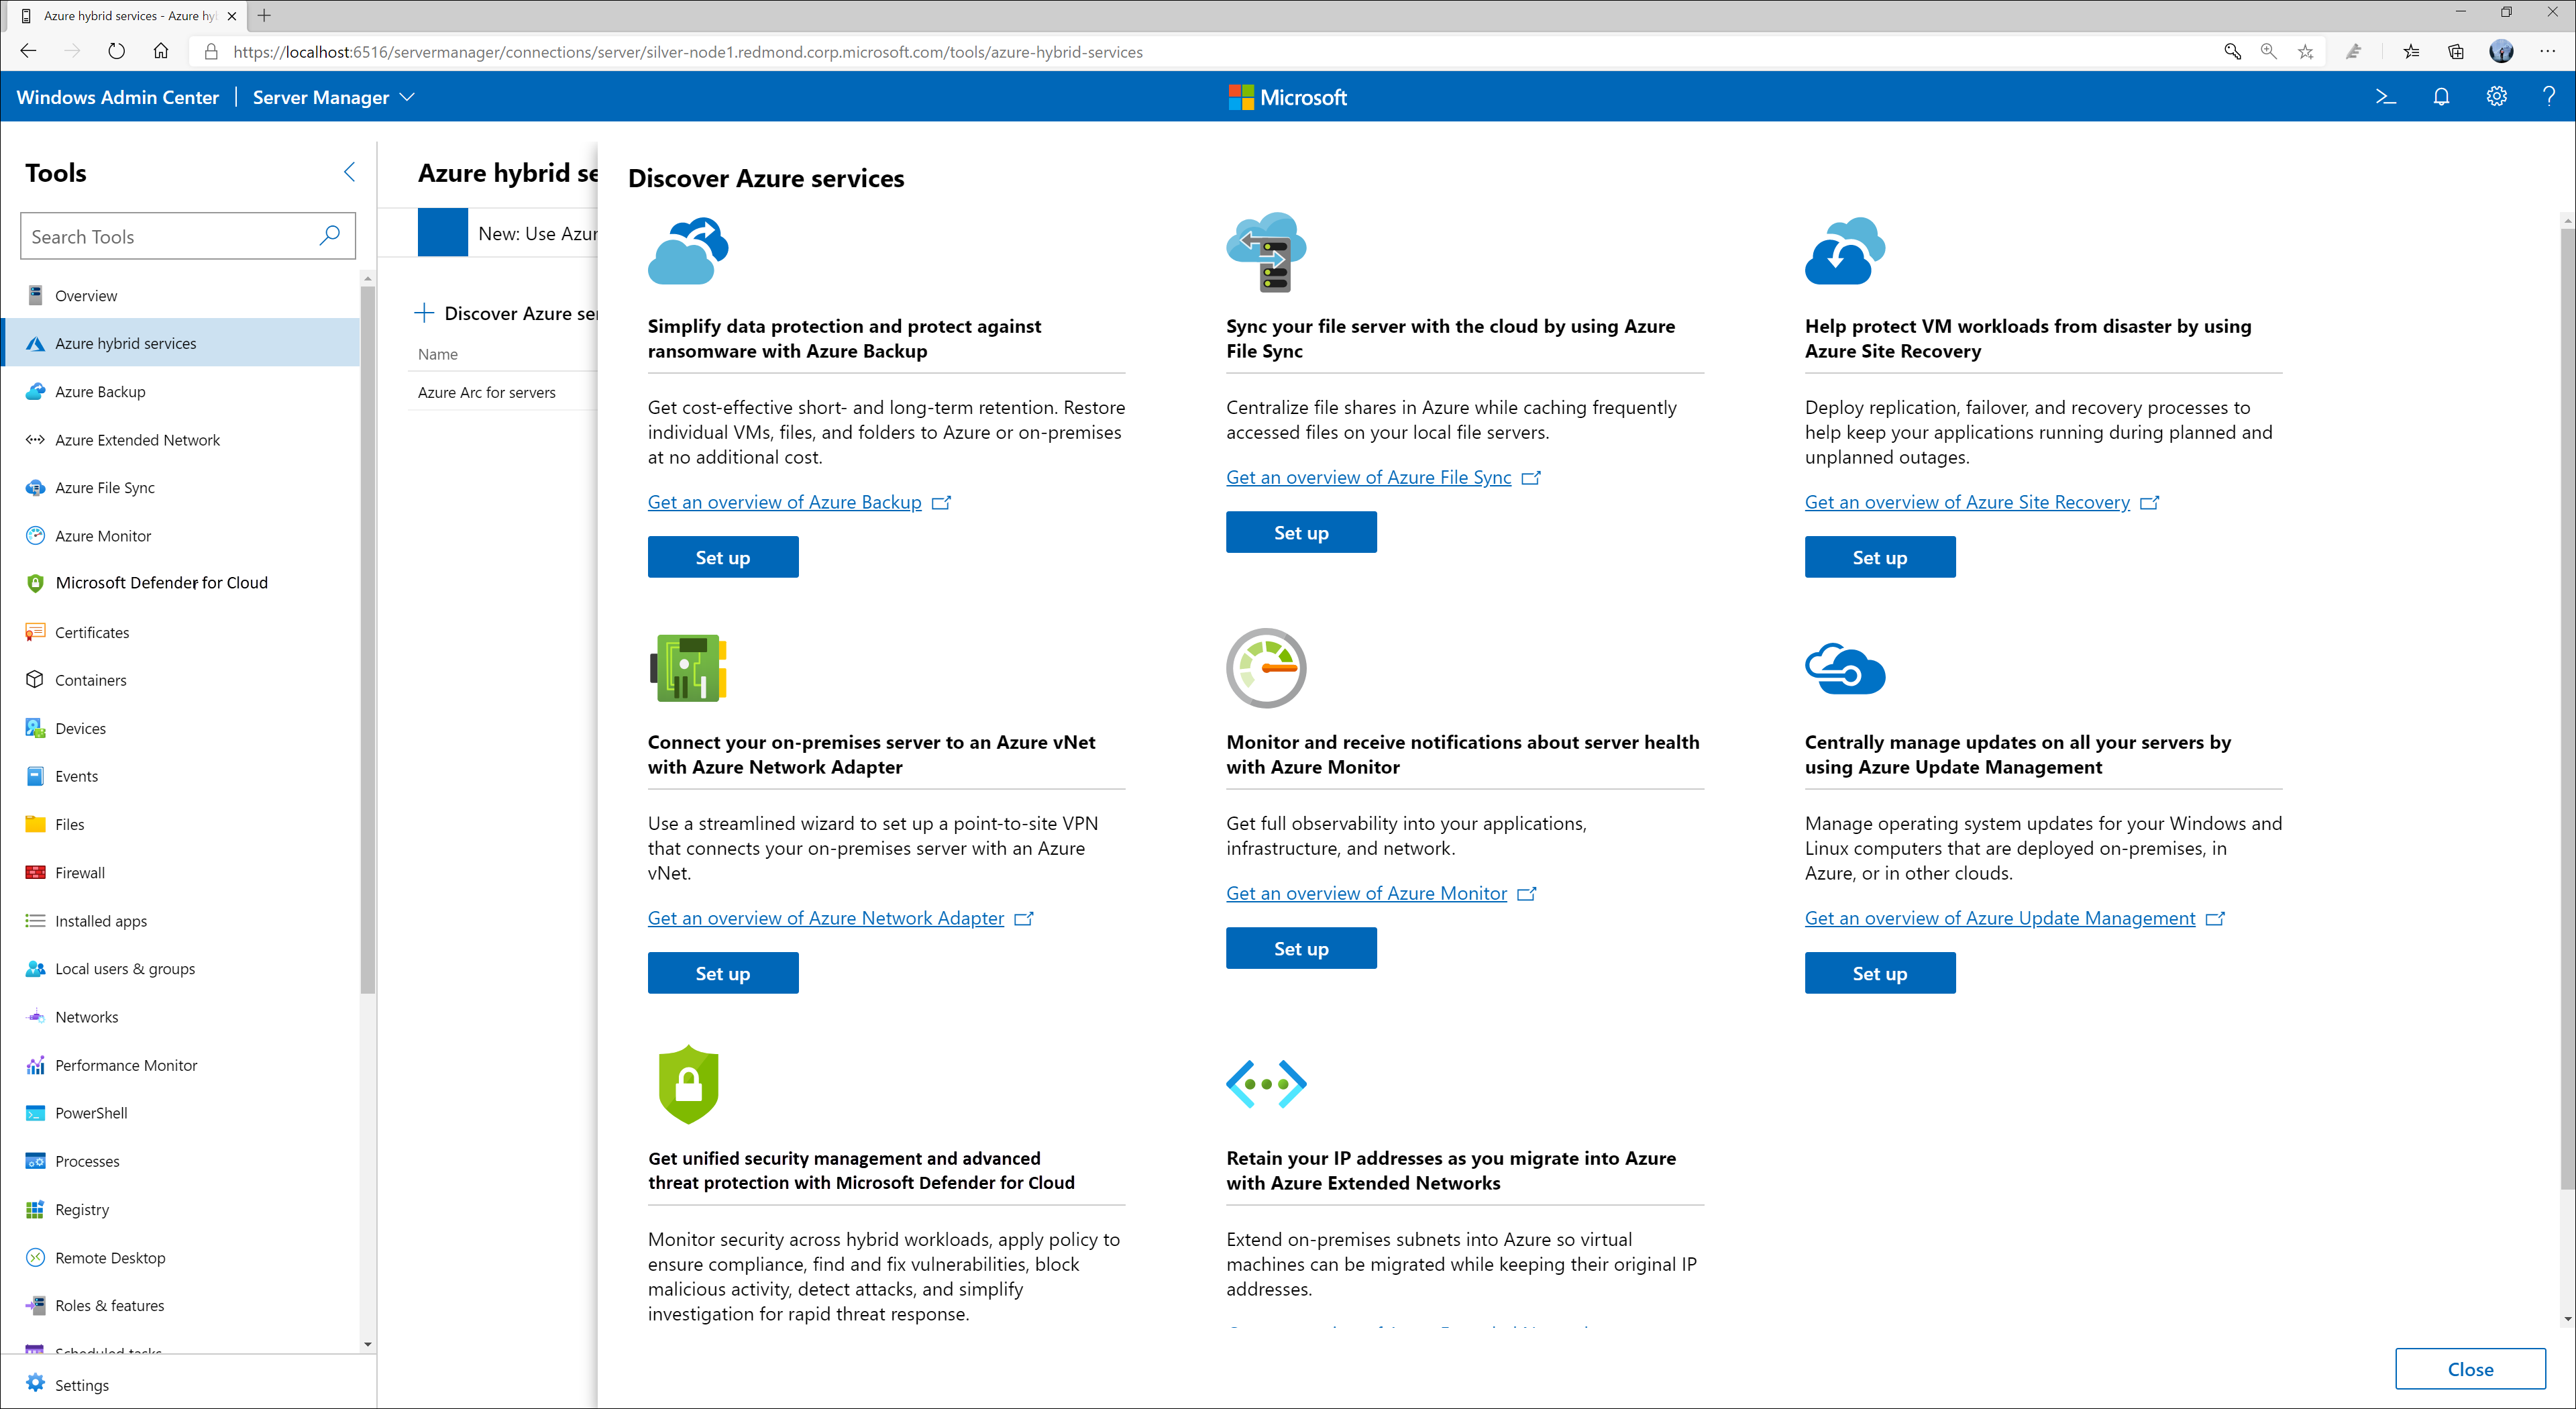 Azure hybrid services - Azure hy
https://localhost:6516/servermanager/connections/server/silver-node1.redmond.corp.microsoft.com/tools/azure-hybrid-services
Windows Admin Center
Server Manager
Microsoft
Tools
Search Tools
Overview
Azure hybrid services
Azure Backup
Azure Extended Network
Azure File Sync
Azure Monitor
Microsoft Defender for Cloud
Certificates
Containers
Devices
Events
Files
Firewall
Installed apps
Local users & groups
Networks
Performance Monitor
PowerShell
Processes
Registry
Remote Desktop
Roles & features
Scheduled tasks
Settings
Azure hybrid se
New: Use Azur
Discover Azure ser
Name
Azure Arc for servers
Discover Azure services
Simplify data protection and protect against
ransomware with Azure Backup
Get cost-effective short- and long-term retention. Restore
individual VMs, files, and folders to Azure or on-premises
at no additional cost.
Get an overview of Azure Backup
Set up
Sync your file server with the cloud by using Azure
File Sync
Centralize file shares in Azure while caching frequently
accessed files on your local file servers.
Get an overview of Azure File Sync
Set up
Help protect VM workloads from disaster by using
Azure Site Recovery
Deploy replication, failover, and recovery processes to
help keep your applications running during planned and
unplanned outages.
Get an overview of Azure Site Recovery
Set up
Connect your on-premises server to an Azure vNet
with Azure Network Adapter
Use a streamlined wizard to set up a point-to-site VPN
that connects your on-premises server with an Azure
vNet.
Get an overview of Azure Network Adapter
Set up
Monitor and receive notifications about server health
with Azure Monitor
Get full observability into your applications,
infrastructure, and network.
Get an overview of Azure Monitor
Set up
Centrally manage updates on all your servers by
using Azure Update Management
Manage operating system updates for your Windows and
Linux computers that are deployed on-premises, in
Azure, or in other clouds.
Get an overview of Azure Update Management
Set up
Get unified security management and advanced
threat protection with Microsoft Defender for Cloud
Monitor security across hybrid workloads, apply policy to
ensure compliance, find and fix vulnerabilities, block
malicious activity, detect attacks, and simplify
investigation for rapid threat response.
Retain your IP addresses as you migrate into Azure
with Azure Extended Networks
Extend on-premises subnets into Azure so virtual
machines can be migrated while keeping their original IP
addresses.
Close